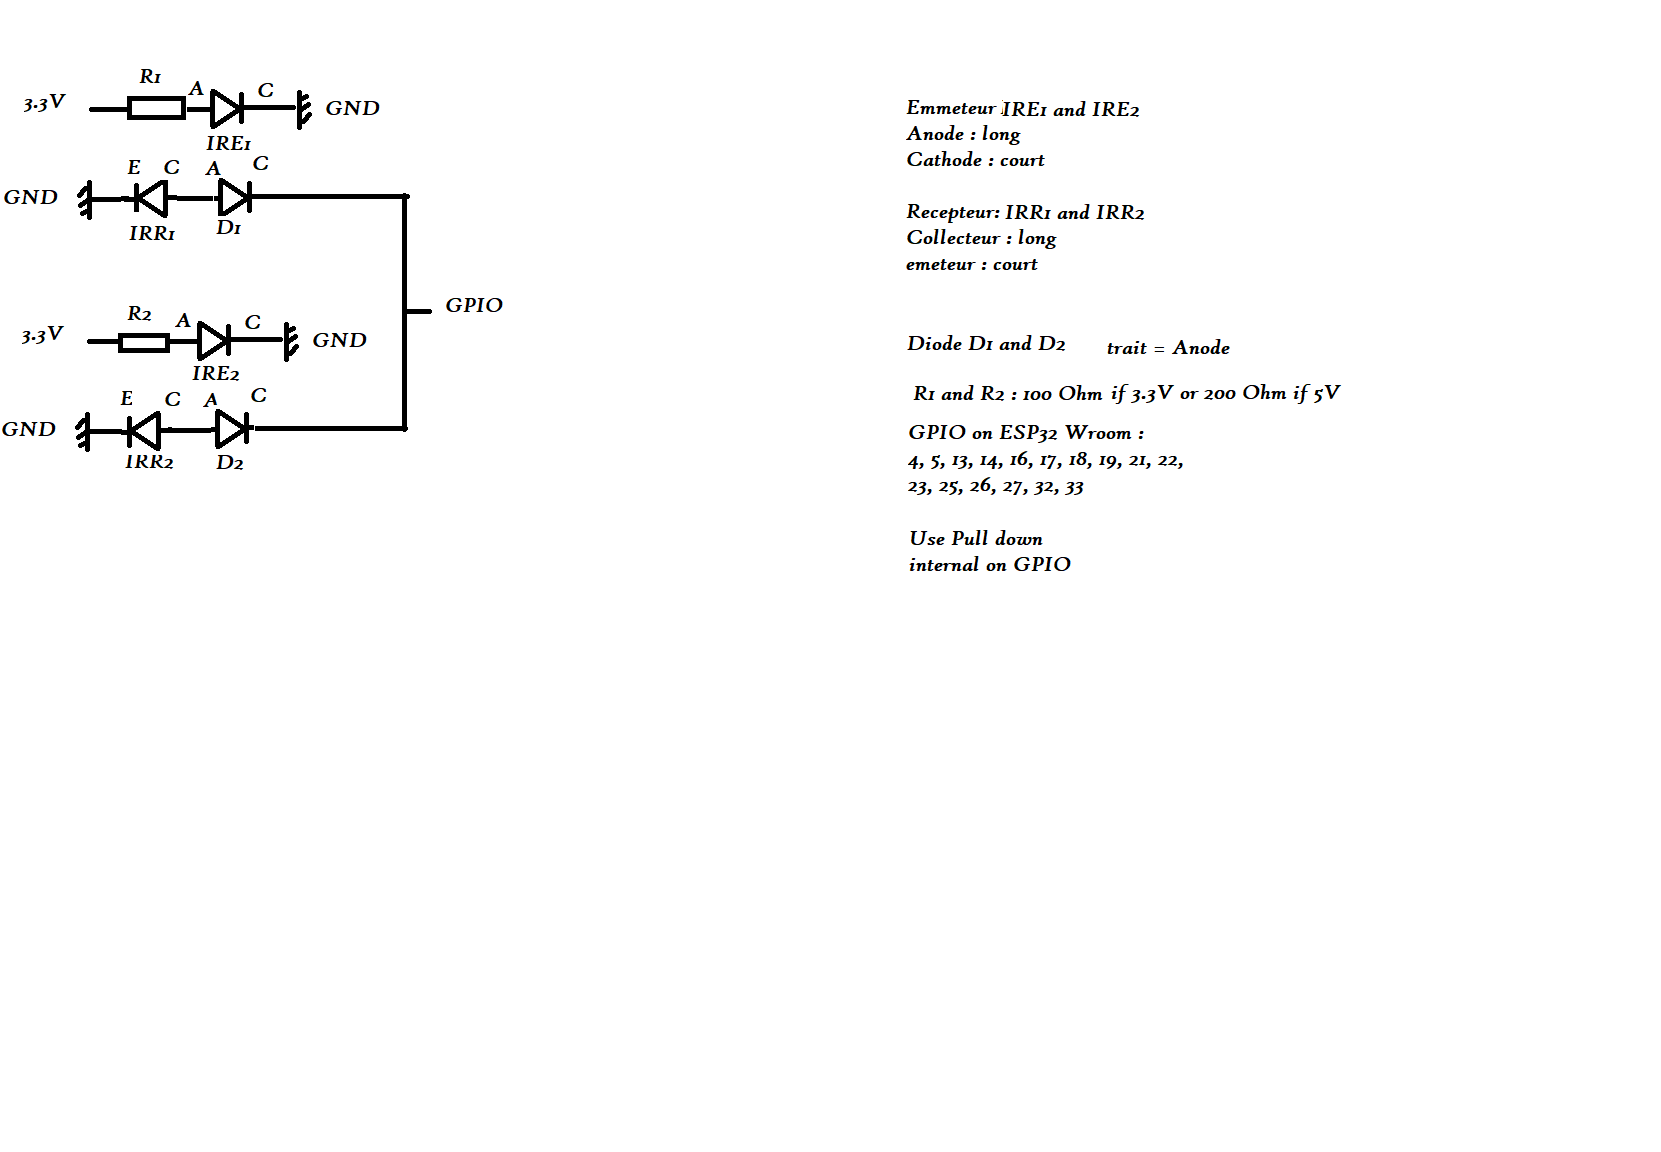 R1
3.3V
A
C
GND
IRE1
E
C
A
C
GND
IRR1
D1
GPIO
R2
3.3V
A
C
GND
IRE2
E
C
A
C
GND
IRR2
D2
Emmeteur IRE1 and IRE2
Anode : long
Cathode : court
Recepteur: IRR1 and IRR2
Collecteur : long
emeteur : court
Diode D1 and D2 trait = Anode
R1 and R2 : 100 Ohm if 3.3V or 200 Ohm if 5V
GPIO on ESP32 Wroom :
4, 5, 13, 14, 16, 17, 18, 19, 21, 22,
23, 25, 26, 27, 32, 33
Use Pull down
internal on GPIO